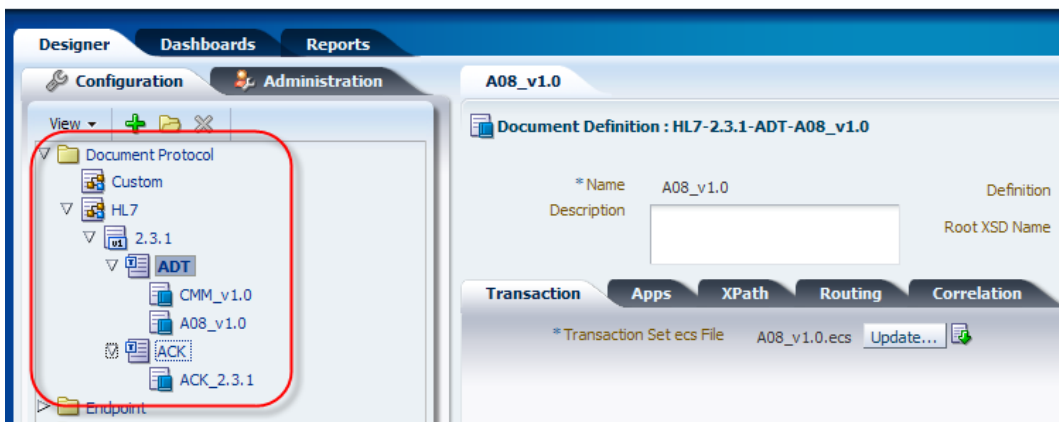 Designer Dashboards Reports
Configuration Administration
View
Document Protocol
Custom
HL7
v1 2.3.1
ADT
CMM_v1.0
A08_v1.0
ACK
ACK_2.3.1
Endpoint
A08_v1.0
Document Definition : HL7-2.3.1-ADT-A08_v1.0
* Name A08_v1.0 Definition
Description Root XSD Name
Transaction Apps XPath Routing Correlation
* Transaction Set ecs File A08_v1.0.ecs Update...